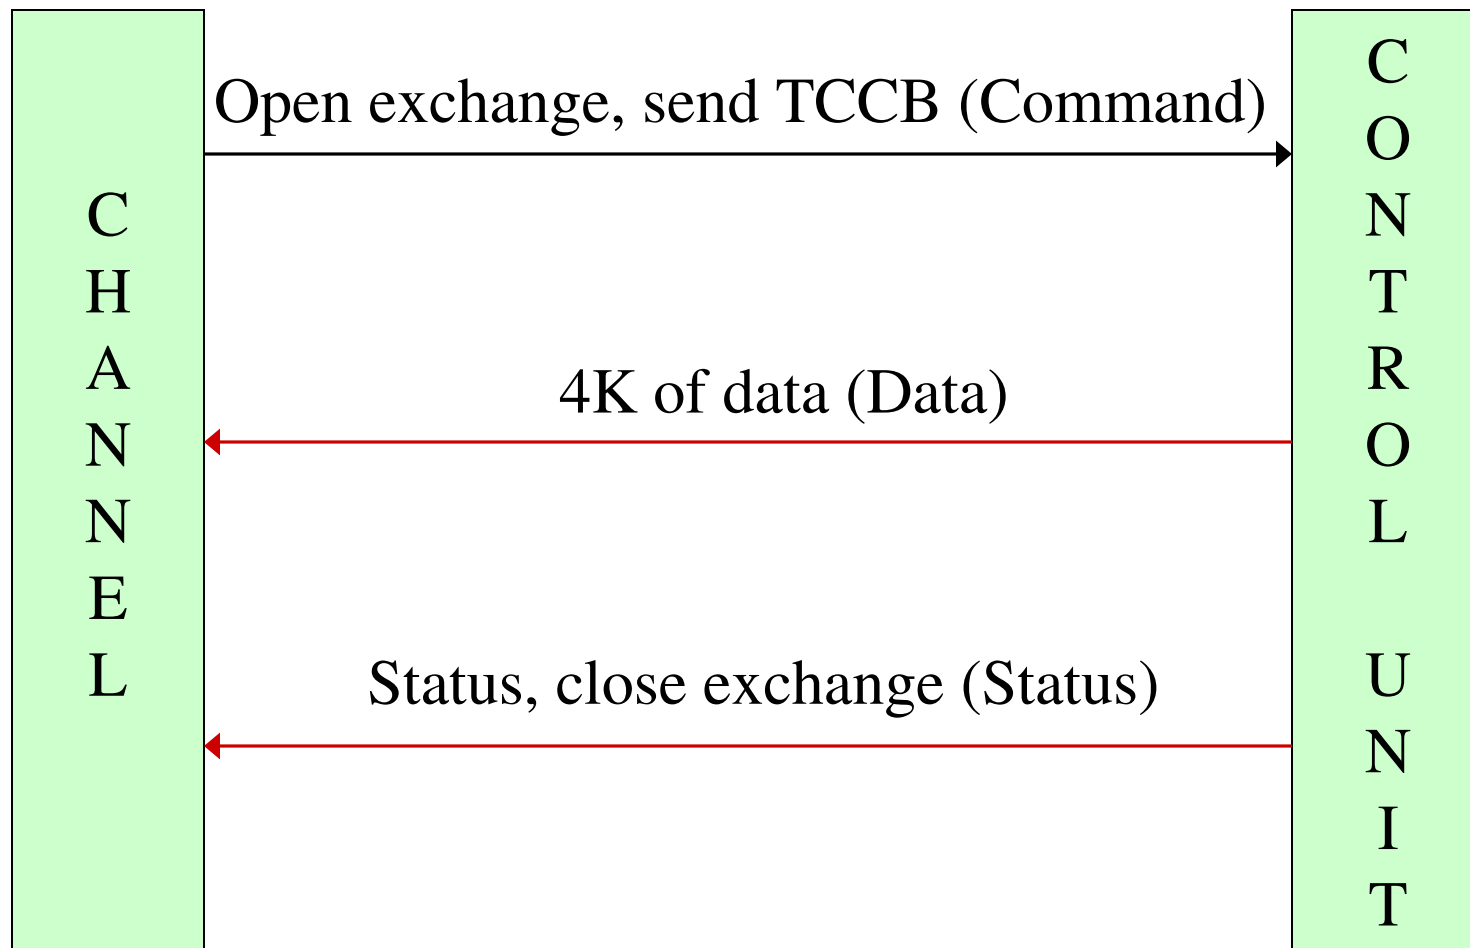 CHANNEL
Open exchange, send TCCB (Command)
4K of data (Data)
Status, close exchange (Status)
CONTROL UNIT